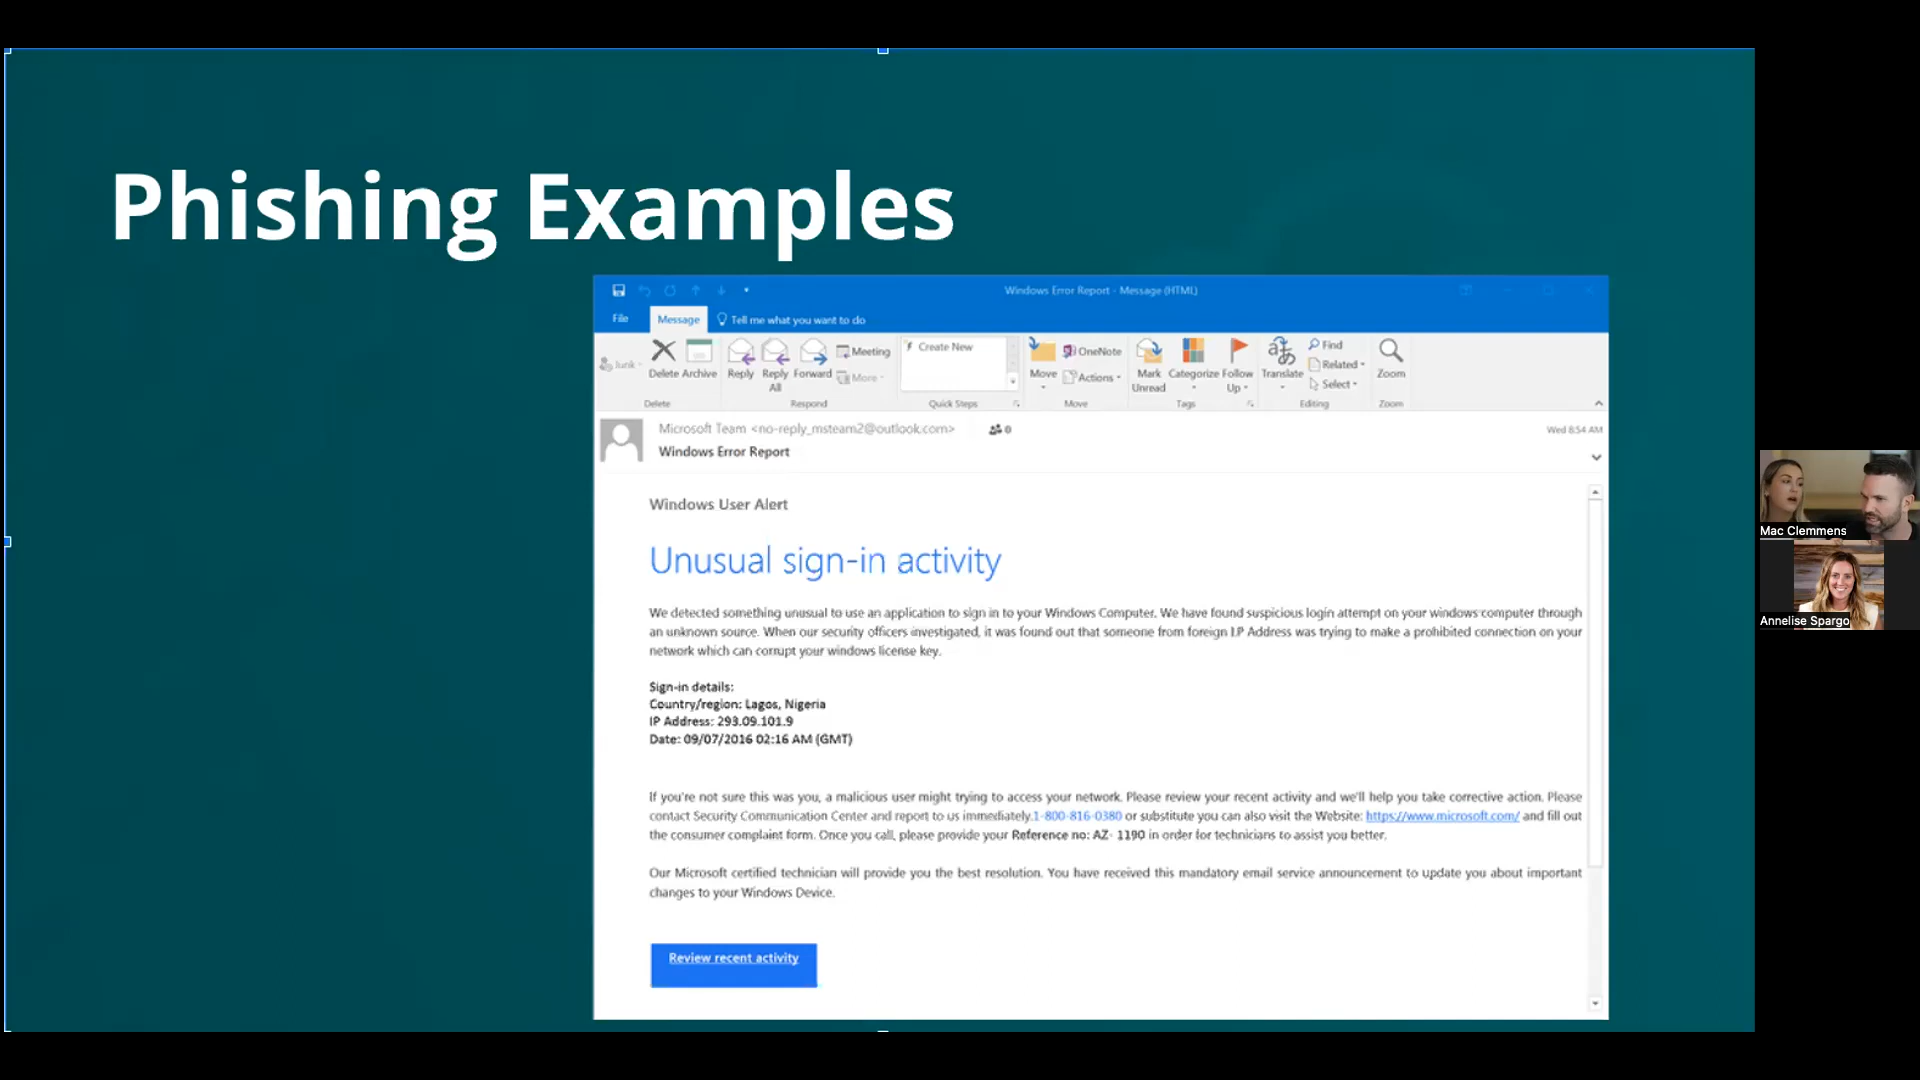 Phishing Examples
Windows Error Report - Message (HTML)
File
Message
Tell me what you want to do
Junk
Delete
Archive
Reply
Reply All
Forward
Meeting
More
Create New
Move
OneNote
Actions
Mark Unread
Categorize
Follow Up
Translate
Find
Related
Select
Zoom
Delete
Respond
Quick Steps
Move
Tags
Editing
Zoom
Microsoft Team <no-reply_msteam2@outlook.com>
0
Wed 8:54 AM
Windows Error Report
Windows User Alert
Unusual sign-in activity
We detected something unusual to use an application to sign in to your Windows Computer. We have found suspicious login attempt on your windows computer through
an unknown source. When our security officers investigated, it was found out that someone from foreign I.P Address was trying to make a prohibited connection on your
network which can corrupt your windows license key.
Sign-in details:
Country/region: Lagos, Nigeria
IP Address: 293.09.101.9
Date: 09/07/2016 02:16 AM (GMT)
If you're not sure this was you, a malicious user might trying to access your network. Please review your recent activity and we'll help you take corrective action. Please
contact Security Communication Center and report to us immediately.1-800-816-0380 or substitute you can also visit the Website: https://www.microsoft.com/ and fill out
the consumer complaint form. Once you call, please provide your Reference no: AZ- 1190 in order for technicians to assist you better.
Our Microsoft certified technician will provide you the best resolution. You have received this mandatory email service announcement to update you about important
changes to your Windows Device.
Review recent activity
Mac Clemmens
Annelise Spargo